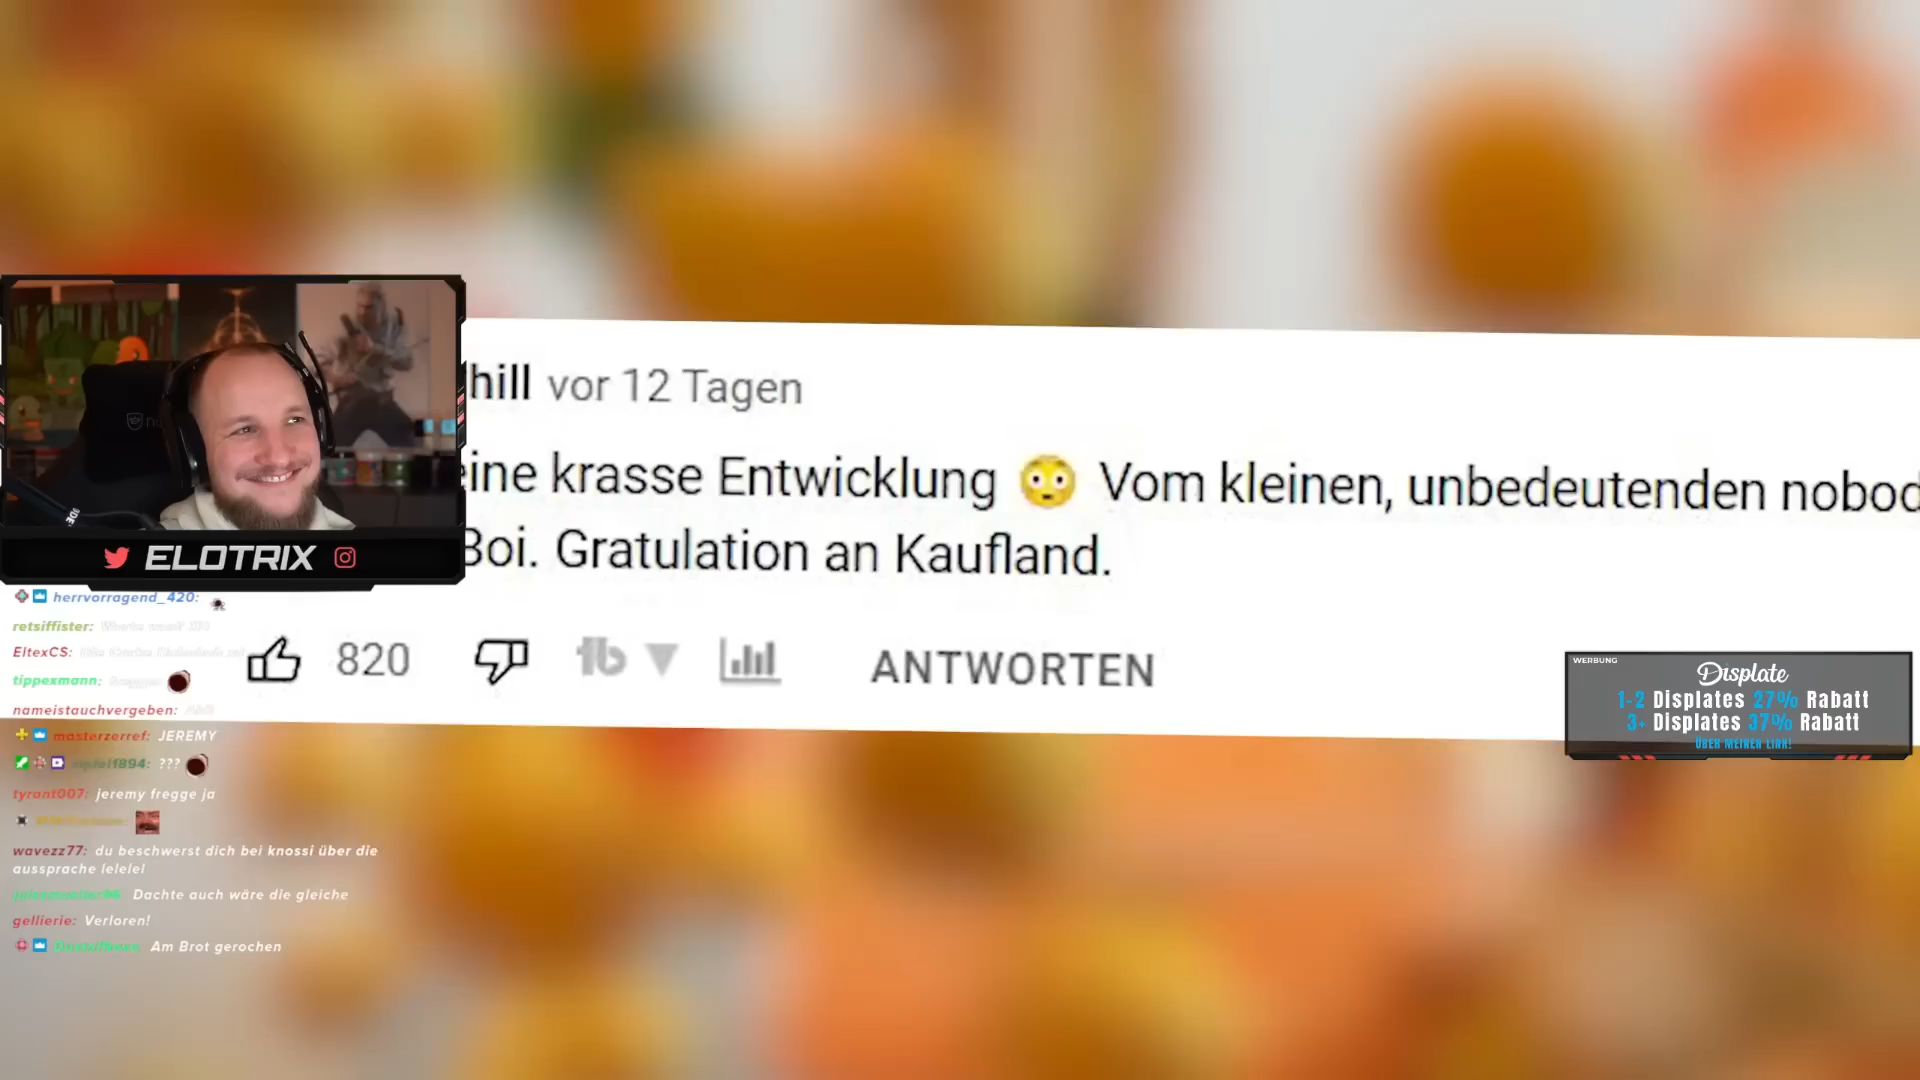 hill vor 12 Tagen
eine krasse Entwicklung 😳 Vom kleinen, unbedeutenden nobod
Boi. Gratulation an Kaufland.
820 ANTWORTEN
ELOTRIX
herrvorragend_420:
retsiffister:
EltexCS:
tippexmann:
nameistauchvergeben:
masterzerref: JEREMY
???
tyrant007: jeremy fregge ja
wavezz77: du beschwerst dich bei knossi über die
aussprache lelelel
Dachte auch wäre die gleiche
gellierie: Verloren!
Am Brot gerochen
WERBUNG
Displate
1-2 Displates 27% Rabatt
3+ Displates 37% Rabatt
ÜBER MEINEN LINK!